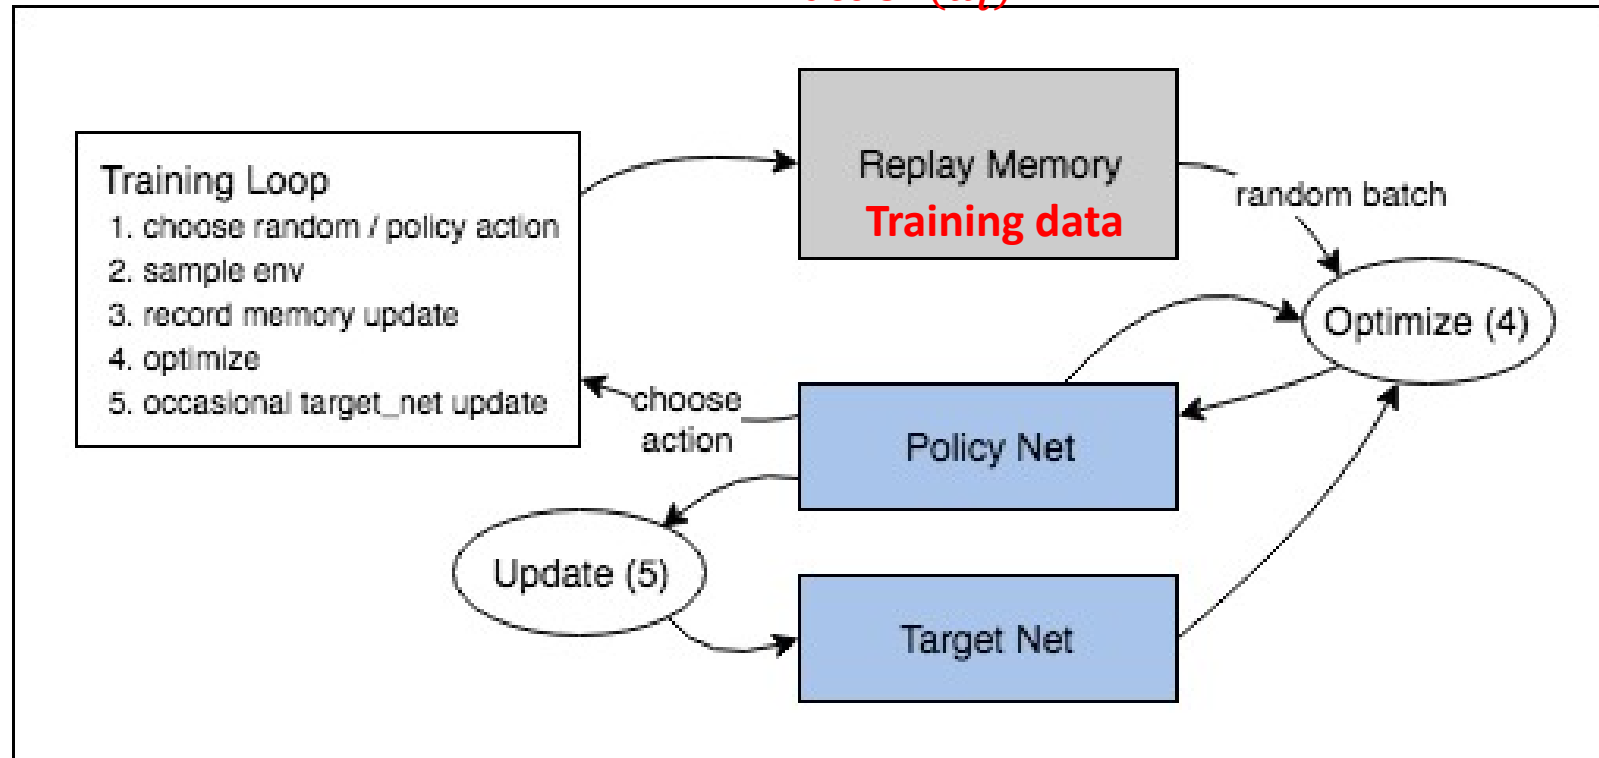 Training Loop
1. choose random / policy action
2. sample env
3. record memory update
4. optimize
5. occasional target_net update
Replay Memory
Training data
random batch
Optimize (4)
choose
action
Policy Net
Update (5)
Target Net